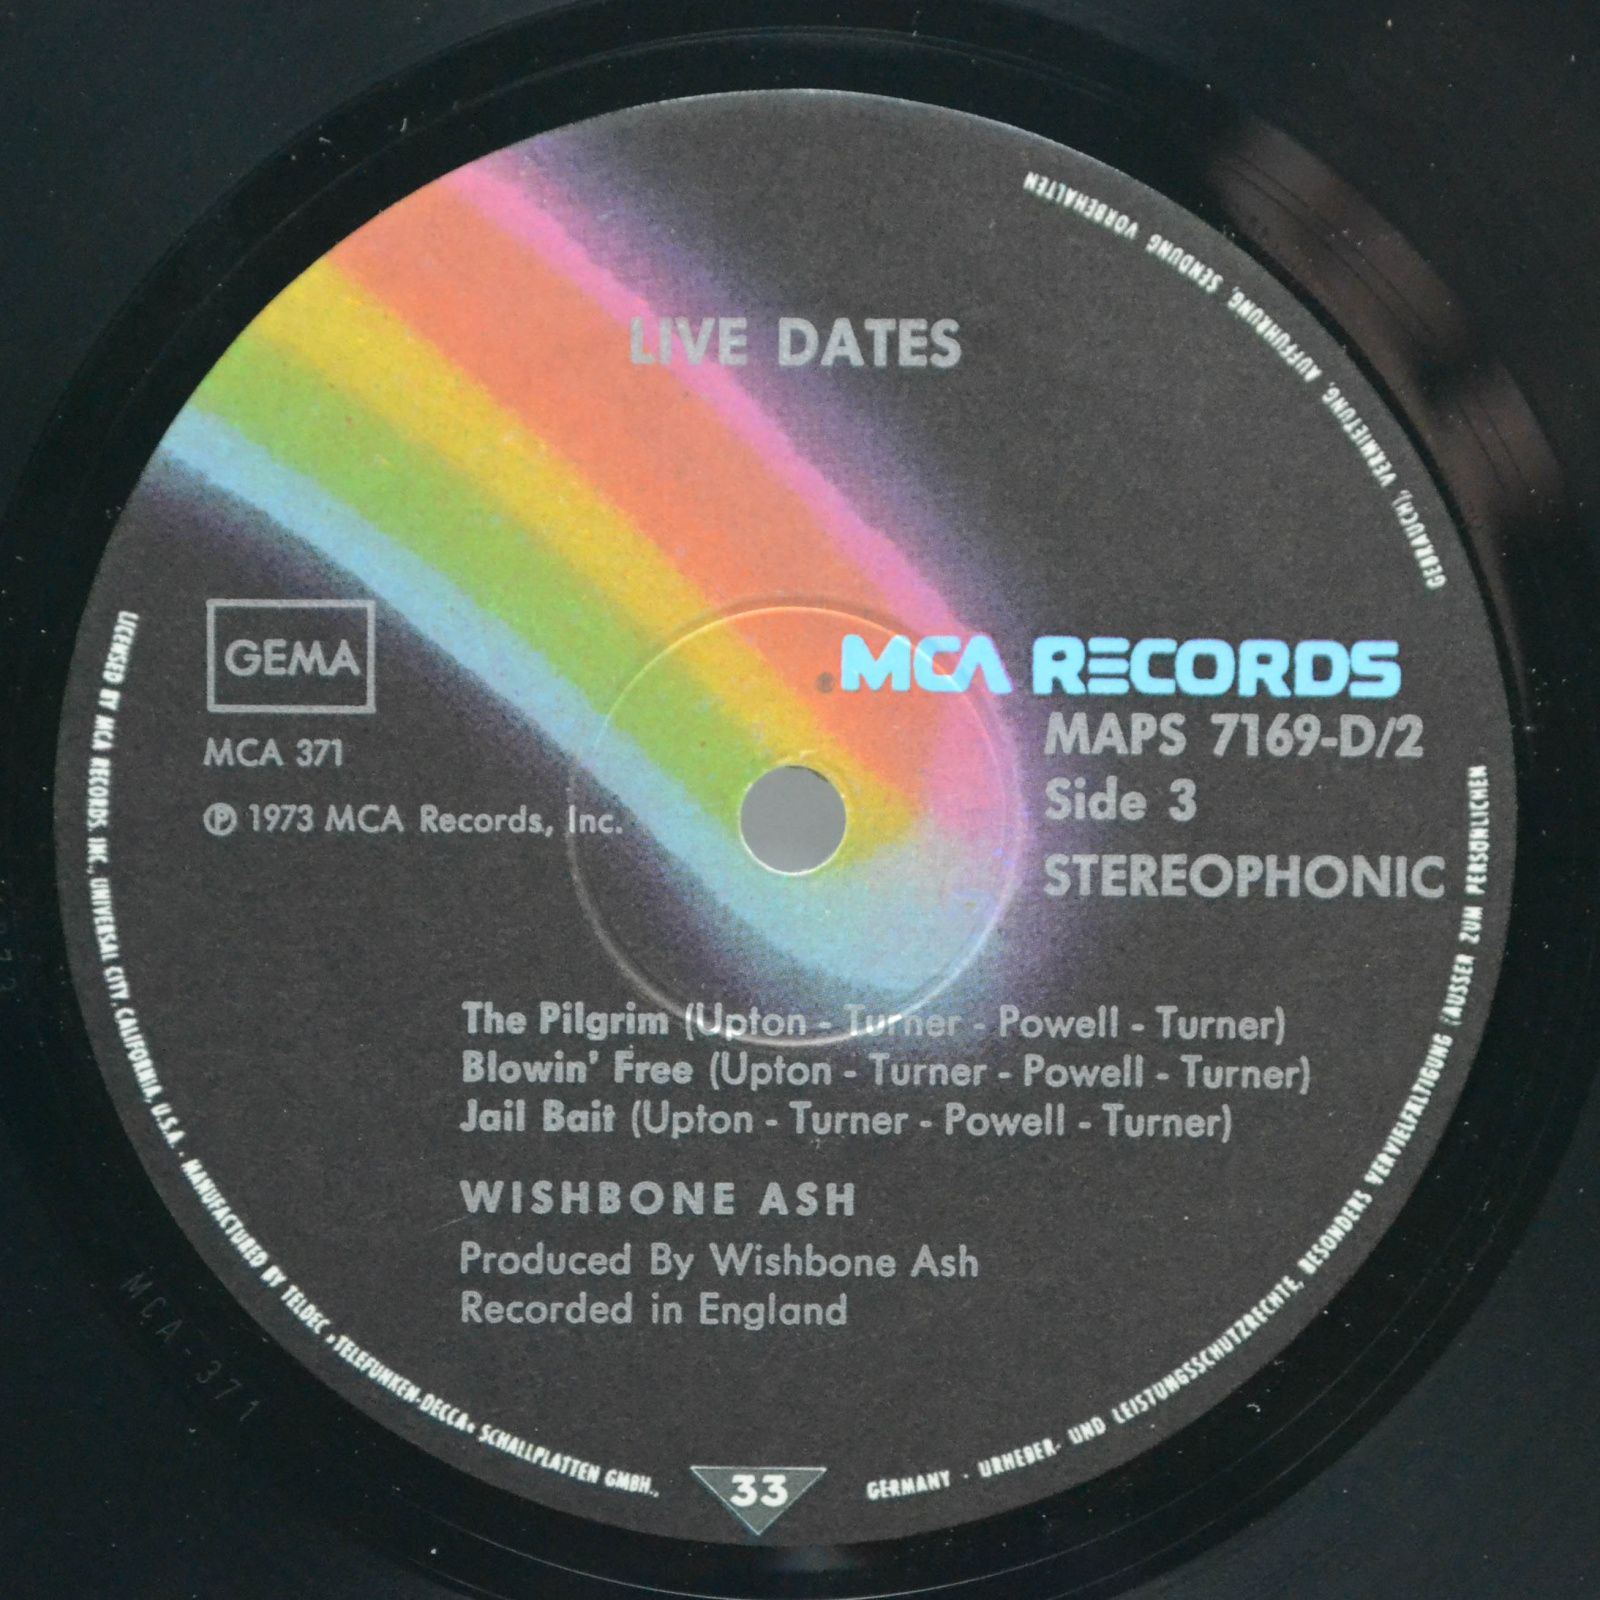 LIVE DATES
GEMA
MCA 371
℗ 1973 MCA Records, Inc.
MCA RECORDS
MAPS 7169-D/2
Side 3
STEREOPHONIC
The Pilgrim (Upton - Turner - Powell - Turner)
Blowin' Free (Upton - Turner - Powell - Turner)
Jail Bait (Upton - Turner - Powell - Turner)
WISHBONE ASH
Produced By Wishbone Ash
Recorded in England
33
LICENSED BY MCA RECORDS, INC., UNIVERSAL CITY, CALIFORNIA, U.S.A. · MANUFACTURED BY TELDEC »TELEFUNKEN-DECCA« SCHALLPLATTEN GMBH., GERMANY · URHEBER- UND LEISTUNGSSCHUTZRECHTE, BESONDERS VERVIELFÄLTIGUNG (AUSSER ZUM PERSÖNLICHEN GEBRAUCH), VERMIETUNG, AUFFÜHRUNG, SENDUNG VORBEHALTEN
MCA-371